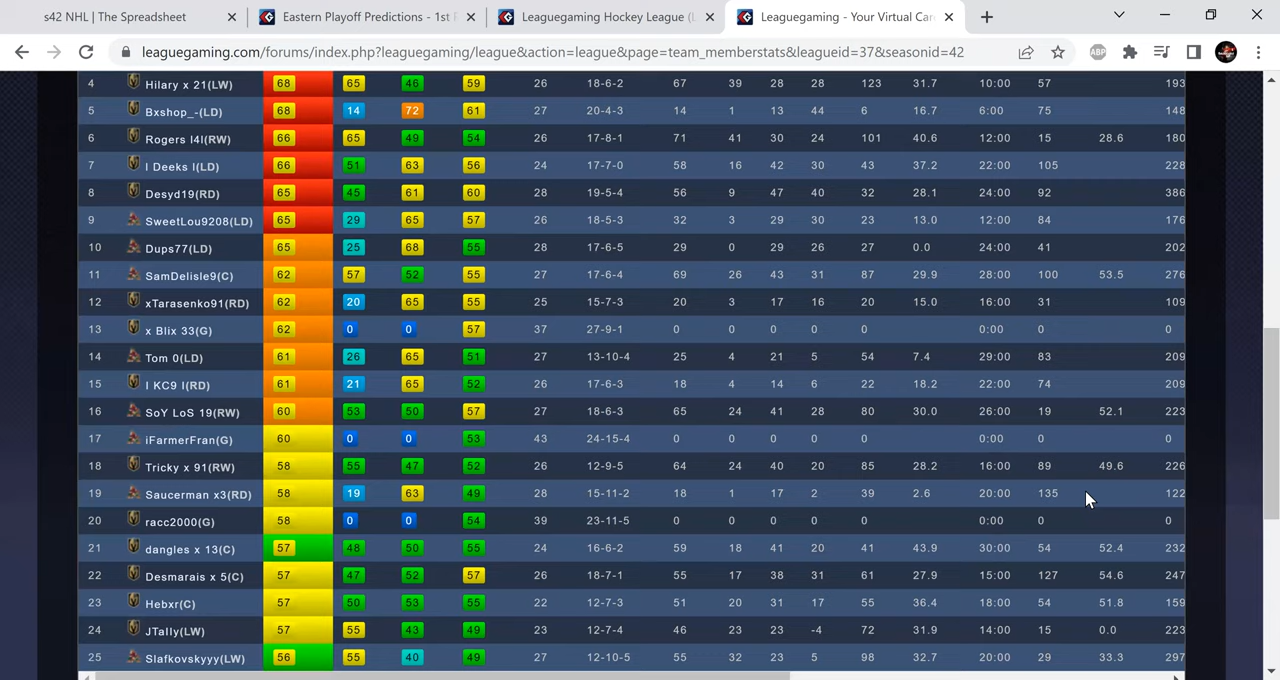 s42 NHL | The Spreadsheet
Eastern Playoff Predictions - 1st
Leaguegaming Hockey League (
Leaguegaming - Your Virtual Car
leaguegaming.com/forums/index.php?leaguegaming/league&action=league&page=team_memberstats&leagueid=37&seasonid=42
ABP
4 Hilary x 21(LW) 68 65 46 59 26 18-6-2 67 39 28 28 123 31.7 10:00 57 193
5 Bxshop_-(LD) 68 14 72 61 27 20-4-3 14 1 13 44 6 16.7 6:00 75 148
6 Rogers l4l(RW) 66 65 49 54 26 17-8-1 71 41 30 24 101 40.6 12:00 15 28.6 180
7 I Deeks I(LD) 66 51 63 56 24 17-7-0 58 16 42 30 43 37.2 22:00 105 228
8 Desyd19(RD) 65 45 61 60 28 19-5-4 56 9 47 40 32 28.1 24:00 92 386
9 SweetLou9208(LD) 65 29 65 57 26 18-5-3 32 3 29 30 23 13.0 12:00 84 176
10 Dups77(LD) 65 25 68 55 28 17-6-5 29 0 29 26 27 0.0 24:00 41 202
11 SamDelisle9(C) 62 57 52 55 27 17-6-4 69 26 43 31 87 29.9 28:00 100 53.5 276
12 xTarasenko91(RD) 62 20 65 55 25 15-7-3 20 3 17 16 20 15.0 16:00 31 109
13 x Blix 33(G) 62 0 0 57 37 27-9-1 0 0 0 0 0 0:00 0 0
14 Tom 0(LD) 61 26 65 51 27 13-10-4 25 4 21 5 54 7.4 29:00 83 209
15 I KC9 I(RD) 61 21 65 52 26 17-6-3 18 4 14 6 22 18.2 22:00 74 209
16 SoY LoS 19(RW) 60 53 50 57 27 18-6-3 65 24 41 28 80 30.0 26:00 19 52.1 223
17 iFarmerFran(G) 60 0 0 53 43 24-15-4 0 0 0 0 0 0:00 0 0
18 Tricky x 91(RW) 58 55 47 52 26 12-9-5 64 24 40 20 85 28.2 16:00 89 49.6 226
19 Saucerman x3(RD) 58 19 63 49 28 15-11-2 18 1 17 2 39 2.6 20:00 135 122
20 racc2000(G) 58 0 0 54 39 23-11-5 0 0 0 0 0 0:00 0 0
21 dangles x 13(C) 57 48 50 55 24 16-6-2 59 18 41 20 41 43.9 30:00 54 52.4 232
22 Desmarais x 5(C) 57 47 52 57 26 18-7-1 55 17 38 31 61 27.9 15:00 127 54.6 247
23 Hebxr(C) 57 50 53 55 22 12-7-3 51 20 31 17 55 36.4 18:00 54 51.8 159
24 JTally(LW) 57 55 43 49 23 12-7-4 46 23 23 -4 72 31.9 14:00 15 0.0 223
25 Slafkovskyyy(LW) 56 55 40 49 27 12-10-5 55 32 23 5 98 32.7 20:00 29 33.3 297